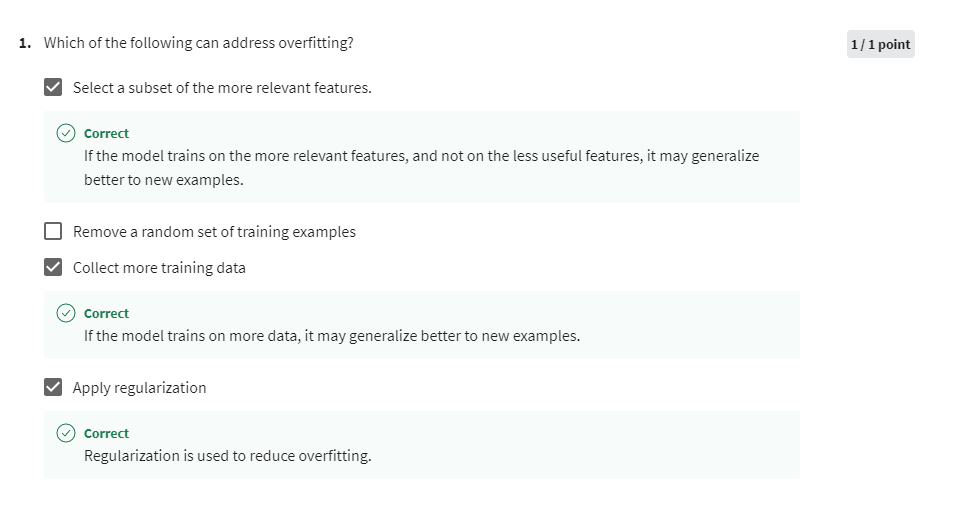 1. Which of the following can address overfitting?
1 / 1 point
Select a subset of the more relevant features.
Correct
If the model trains on the more relevant features, and not on the less useful features, it may generalize
better to new examples.
Remove a random set of training examples
Collect more training data
Correct
If the model trains on more data, it may generalize better to new examples.
Apply regularization
Correct
Regularization is used to reduce overfitting.